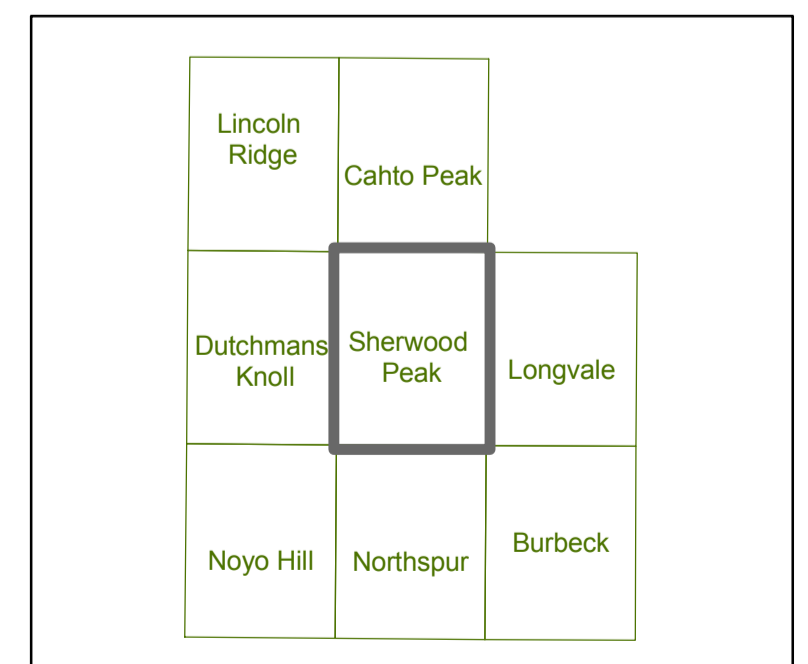 Lincoln
Ridge
Cahto Peak
Dutchmans
Knoll
Sherwood
Peak
Longvale
Noyo Hill
Northspur
Burbeck